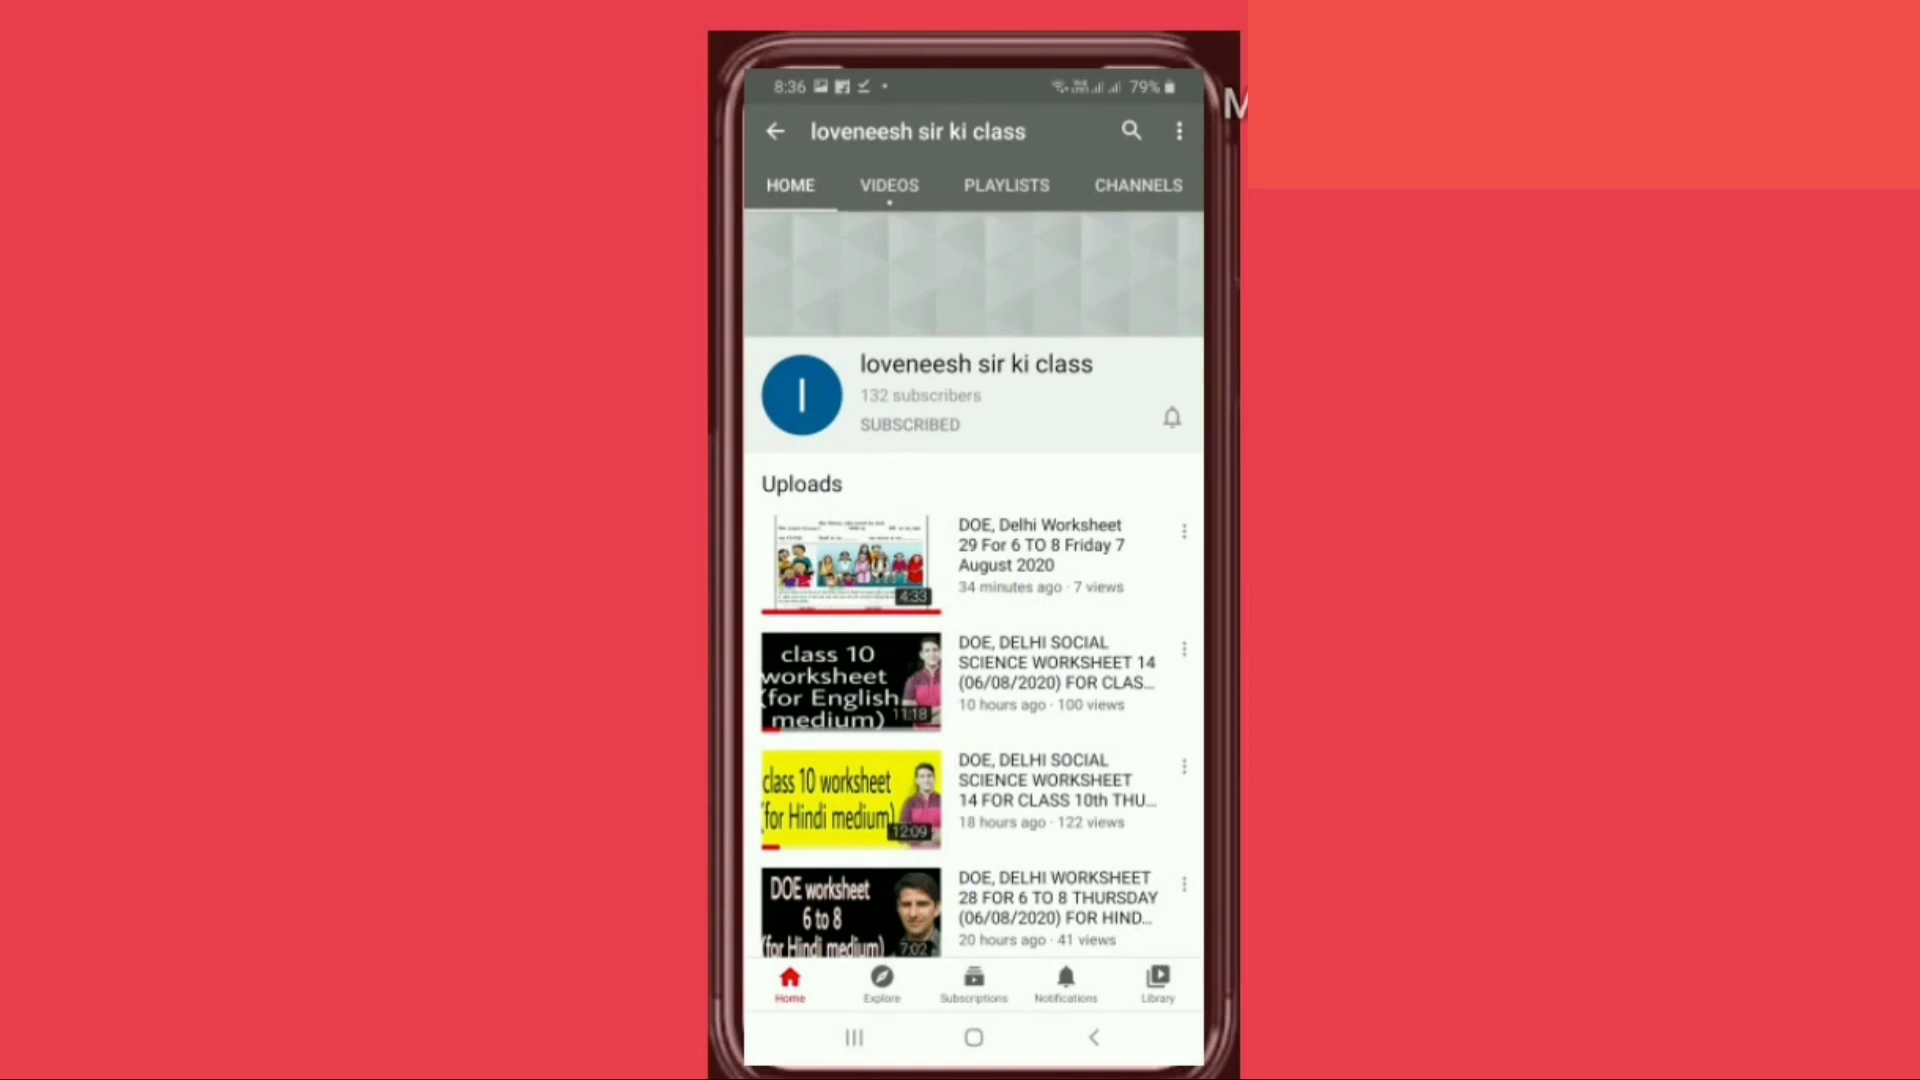 8:36
79%
M
loveneesh sir ki class
HOME VIDEOS PLAYLISTS CHANNELS
loveneesh sir ki class
132 subscribers
SUBSCRIBED
Uploads
4:33
DOE, Delhi Worksheet
29 For 6 TO 8 Friday 7
August 2020
34 minutes ago · 7 views
class 10
worksheet
(for English
medium)
11:18
DOE, DELHI SOCIAL
SCIENCE WORKSHEET 14
(06/08/2020) FOR CLAS...
10 hours ago · 100 views
class 10 worksheet
(for Hindi medium)
12:09
DOE, DELHI SOCIAL
SCIENCE WORKSHEET
14 FOR CLASS 10th THU...
18 hours ago · 122 views
DOE worksheet
6 to 8
(for Hindi medium)
7:02
DOE, DELHI WORKSHEET
28 FOR 6 TO 8 THURSDAY
(06/08/2020) FOR HIND...
20 hours ago · 41 views
Home Explore Subscriptions Notifications Library